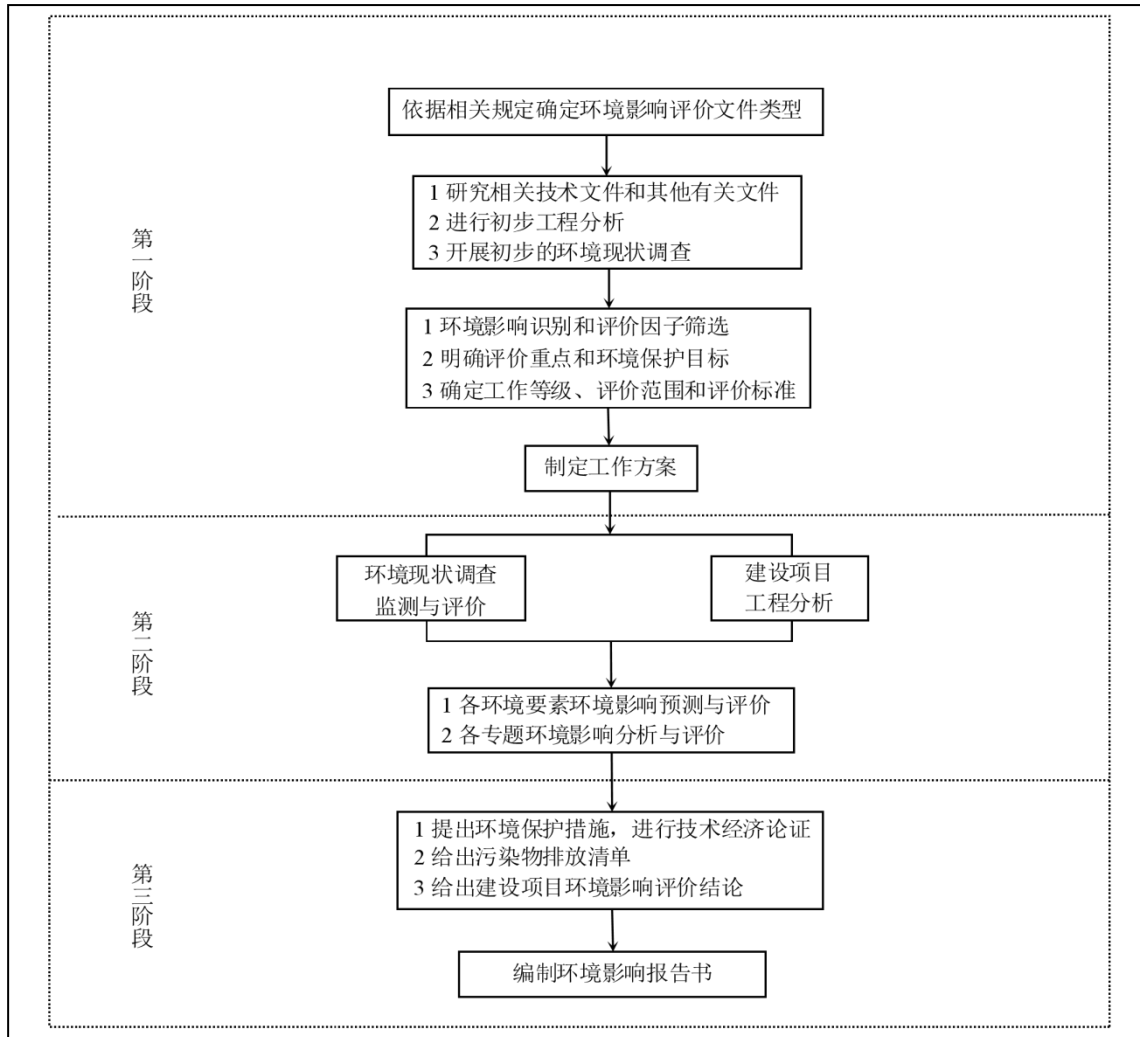 依据相关规定确定环境影响评价文件类型
1 研究相关技术文件和其他有关文件
2 进行初步工程分析
3 开展初步的环境现状调查
第一阶段
1 环境影响识别和评价因子筛选
2 明确评价重点和环境保护目标
3 确定工作等级、评价范围和评价标准
制定工作方案
环境现状调查
监测与评价
建设项目
工程分析
第二阶段
1 各环境要素环境影响预测与评价
2 各专题环境影响分析与评价
1 提出环境保护措施，进行技术经济论证
2 给出污染物排放清单
3 给出建设项目环境影响评价结论
第三阶段
编制环境影响报告书